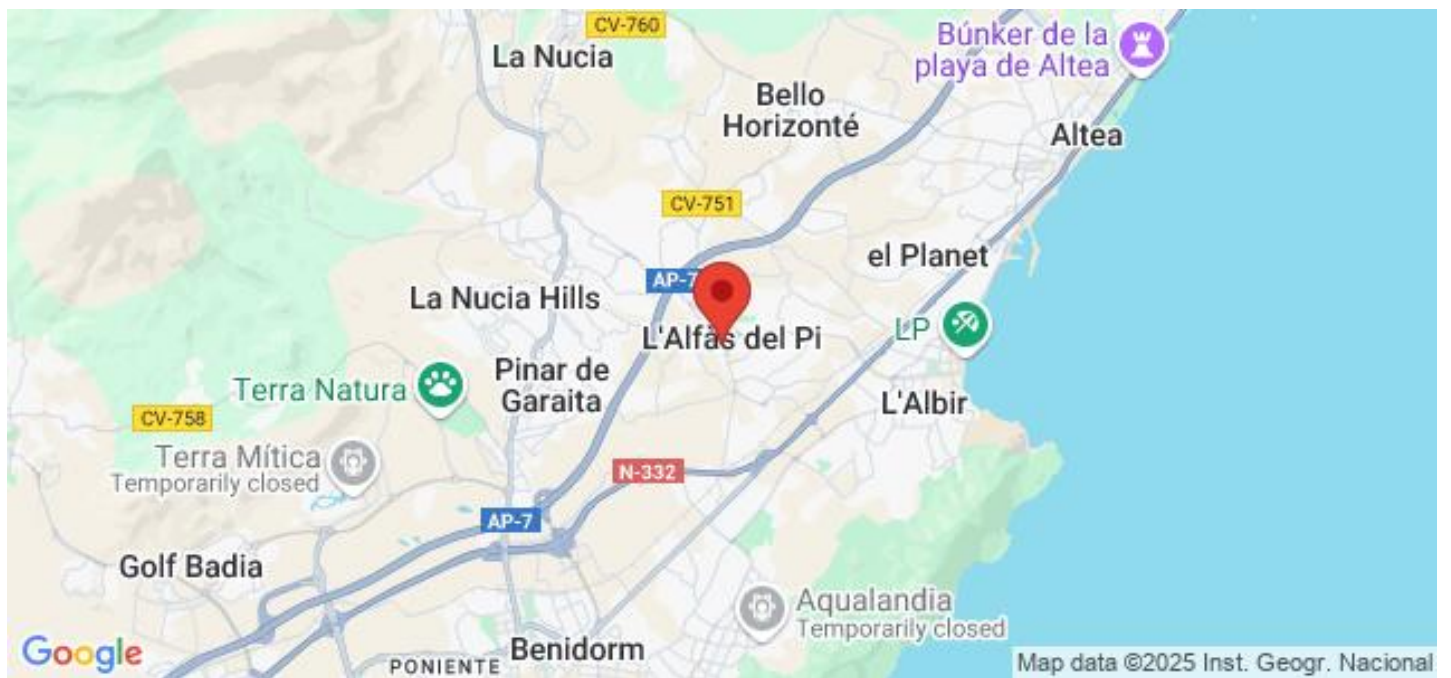 CV-760
La Nucia
Búnker de la
playa de Altea
Bello
Horizonté
Altea
CV-751
el Planet
AP-7
La Nucia Hills
L'Alfàs del Pi
LP
Pinar de
Garaita
Terra Natura
L'Albir
CV-758
Terra Mítica
Temporarily closed
N-332
AP-7
Golf Badia
Aqualandia
Temporarily closed
Benidorm
PONIENTE
Google
Map data ©2025 Inst. Geogr. Nacional